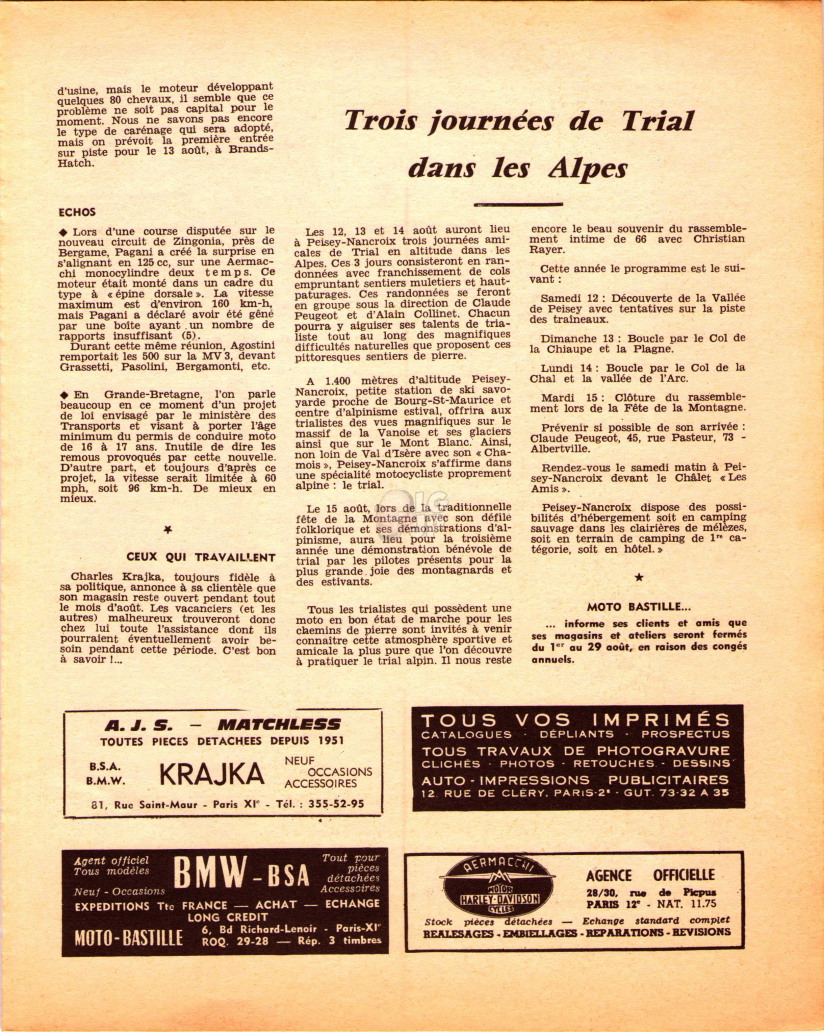 d'usine, mais le moteur développant
quelques 80 chevaux, il semble que ce
problème ne soit pas capital pour le
moment. Nous ne savons pas encore
le type de carénage qui sera adopté,
mais on prévoit la première entrée
sur piste pour le 13 août, à Brands-
Hatch.
ECHOS
◆ Lors d'une course disputée sur le
nouveau circuit de Zingonia, près de
Bergame, Pagani a créé la surprise en
s'alignant en 125 cc, sur une Aermac-
chi monocylindre deux temps. Ce
moteur était monté dans un cadre du
type à « épine dorsale ». La vitesse
maximum est d'environ 160 km-h,
mais Pagani a déclaré avoir été gêné
par une boîte ayant un nombre de
rapports insuffisant (5).
Durant cette même réunion, Agostini
remportait les 500 sur la MV 3, devant
Grassetti, Pasolini, Bergamonti, etc.
◆ En Grande-Bretagne, l'on parle
beaucoup en ce moment d'un projet
de loi envisagé par le ministère des
Transports et visant à porter l'âge
minimum du permis de conduire moto
de 16 à 17 ans. Inutile de dire les
remous provoqués par cette nouvelle.
D'autre part, et toujours d'après ce
projet, la vitesse serait limitée à 60
mph, soit 96 km-h. De mieux en
mieux.
★
CEUX QUI TRAVAILLENT
Charles Krajka, toujours fidèle à
sa politique, annonce à sa clientèle que
son magasin reste ouvert pendant tout
le mois d'août. Les vacanciers (et les
autres) malheureux trouveront donc
chez lui toute l'assistance dont ils
pourraient éventuellement avoir be-
soin pendant cette période. C'est bon
à savoir !...
Trois journées de Trial
dans les Alpes
Les 12, 13 et 14 août auront lieu
à Peisey-Nancroix trois journées ami-
cales de Trial en altitude dans les
Alpes. Ces 3 jours consisteront en ran-
données avec franchissement de cols
empruntant sentiers muletiers et haut-
paturages. Ces randonnées se feront
en groupe sous la direction de Claude
Peugeot et d'Alain Collinet. Chacun
pourra y aiguiser ses talents de tria-
liste tout au long des magnifiques
difficultés naturelles que proposent ces
pittoresques sentiers de pierre.
A 1.400 mètres d'altitude Peisey-
Nancroix, petite station de ski savo-
yarde proche de Bourg-St-Maurice et
centre d'alpinisme estival, offrira aux
trialistes des vues magnifiques sur le
massif de la Vanoise et ses glaciers
ainsi que sur le Mont Blanc. Ainsi,
non loin de Val d'Isère avec son « Cha-
mois », Peisey-Nancroix s'affirme dans
une spécialité motocycliste proprement
alpine : le trial.
Le 15 août, lors de la traditionnelle
fête de la Montagne avec son défilé
folklorique et ses démonstrations d'al-
pinisme, aura lieu pour la troisième
année une démonstration bénévole de
trial par les pilotes présents pour la
plus grande joie des montagnards et
des estivants.
Tous les trialistes qui possèdent une
moto en bon état de marche pour les
chemins de pierre sont invités à venir
connaître cette atmosphère sportive et
amicale la plus pure que l'on découvre
à pratiquer le trial alpin. Il nous reste
encore le beau souvenir du rassemble-
ment intime de 66 avec Christian
Rayer.
Cette année le programme est le sui-
vant :
Samedi 12 : Découverte de la Vallée
de Peisey avec tentatives sur la piste
des traîneaux.
Dimanche 13 : Boucle par le Col de
la Chiaupe et la Plagne.
Lundi 14 : Boucle par le Col de la
Chal et la vallée de l'Arc.
Mardi 15 : Clôture du rassemble-
ment lors de la Fête de la Montagne.
Prévenir si possible de son arrivée :
Claude Peugeot, 45, rue Pasteur, 73 -
Albertville.
Rendez-vous le samedi matin à Pei-
sey-Nancroix devant le Châlet « Les
Amis ».
Peisey-Nancroix dispose des possi-
bilités d'hébergement soit en camping
sauvage dans les clairières de mélèzes,
soit en terrain de camping de 1re ca-
tégorie, soit en hôtel. »
★
MOTO BASTILLE...
... informe ses clients et amis que
ses magasins et ateliers seront fermés
du 1er au 29 août, en raison des congés
annuels.
A. J. S. – MATCHLESS
TOUTES PIECES DETACHEES DEPUIS 1951
B.S.A.
B.M.W.
KRAJKA
NEUF
OCCASIONS
ACCESSOIRES
81, Rue Saint-Maur - Paris XIe - Tél. : 355-52-95
TOUS VOS IMPRIMÉS
CATALOGUES - DÉPLIANTS - PROSPECTUS
TOUS TRAVAUX DE PHOTOGRAVURE
CLICHÉS - PHOTOS - RETOUCHES - DESSINS
AUTO-IMPRESSIONS PUBLICITAIRES
12, RUE DE CLÉRY, PARIS-2e - GUT. 73-32 A 35
Agent officiel
Tous modèles
Neuf - Occasions
BMW - BSA
Tout pour
pièces
détachées
Accessoires
EXPEDITIONS Tte FRANCE — ACHAT — ECHANGE
LONG CREDIT
MOTO-BASTILLE
6, Bd Richard-Lenoir - Paris-XIe
ROQ. 29-28 — Rép. 3 timbres
AERMACCHI
MOTOR
HARLEY-DAVIDSON
CYCLES
AGENCE OFFICIELLE
28/30, rue de Picpus
PARIS 12e - NAT. 11.75
Stock pièces détachées — Echange standard complet
REALESAGES - EMBIELLAGES - REPARATIONS - REVISIONS